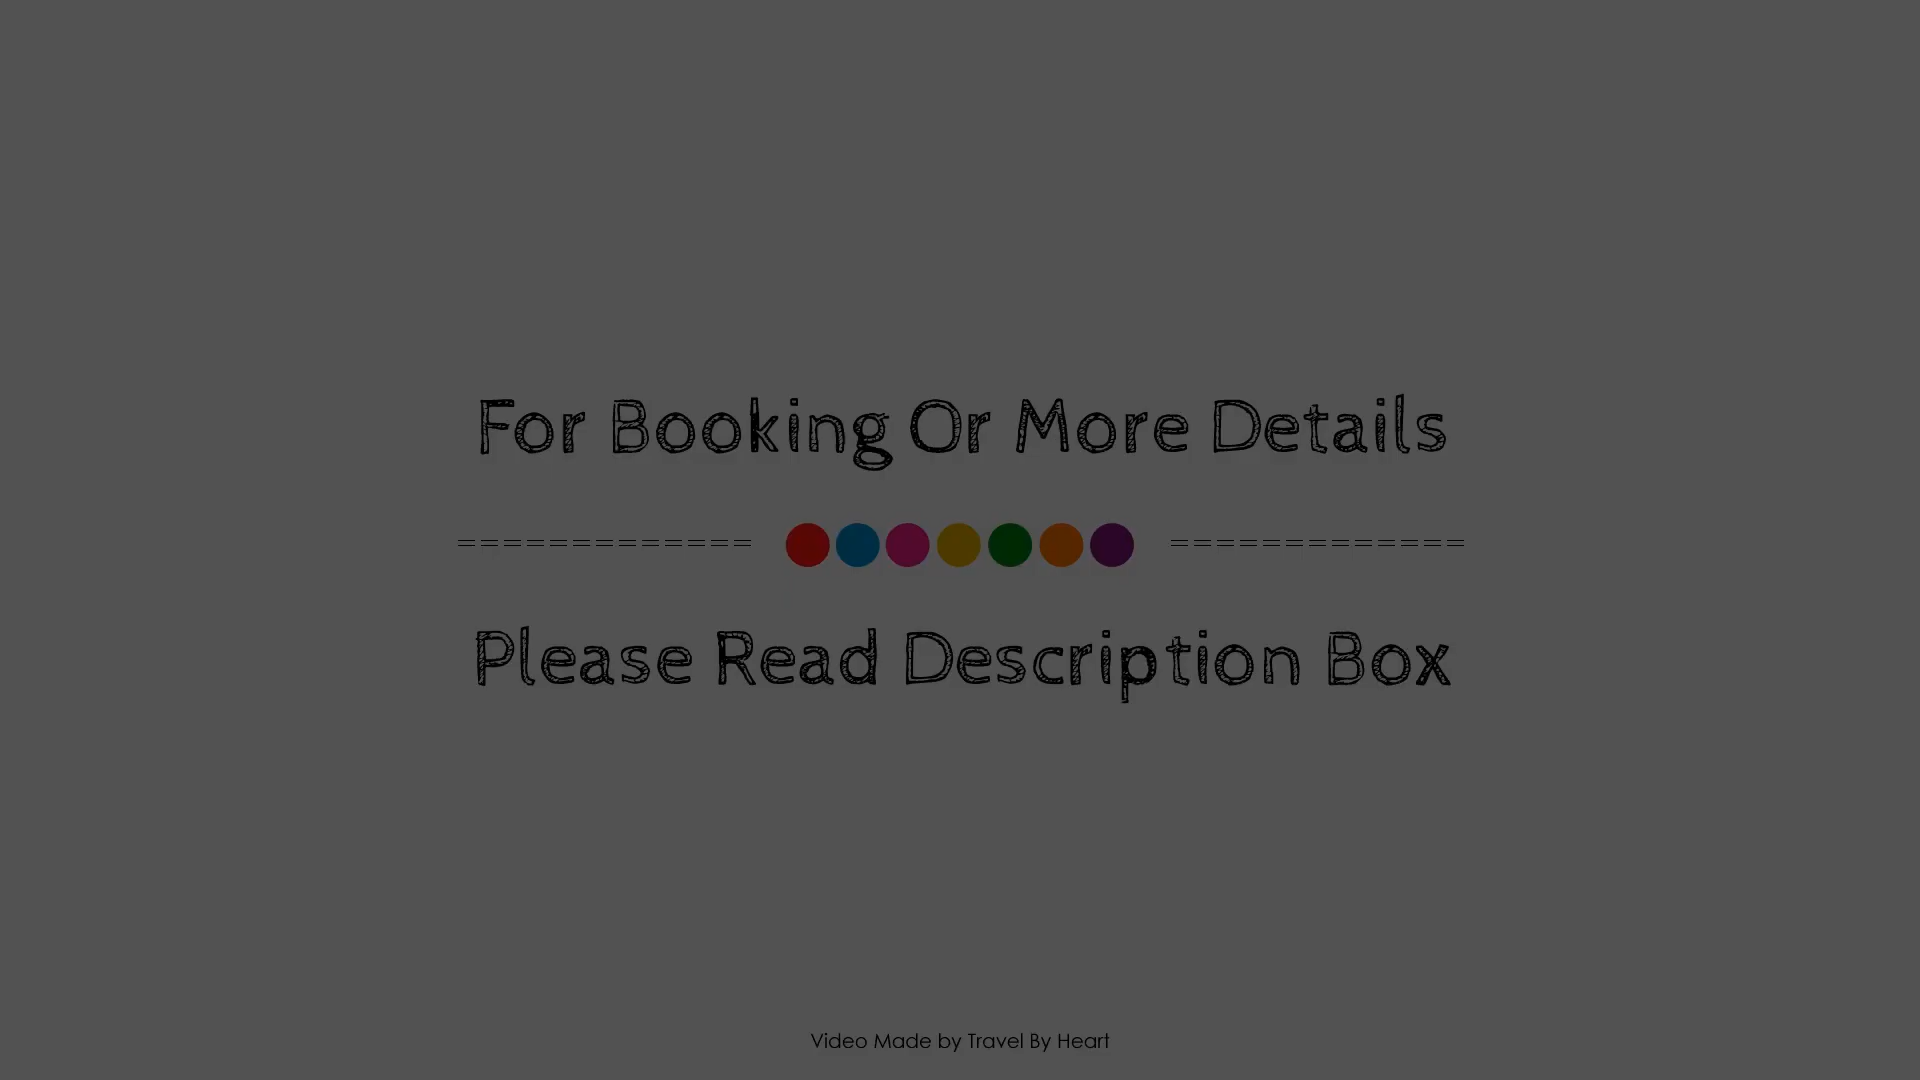 For Booking Or More Details
============= =============
Please Read Description Box
Video Made by Travel By Heart